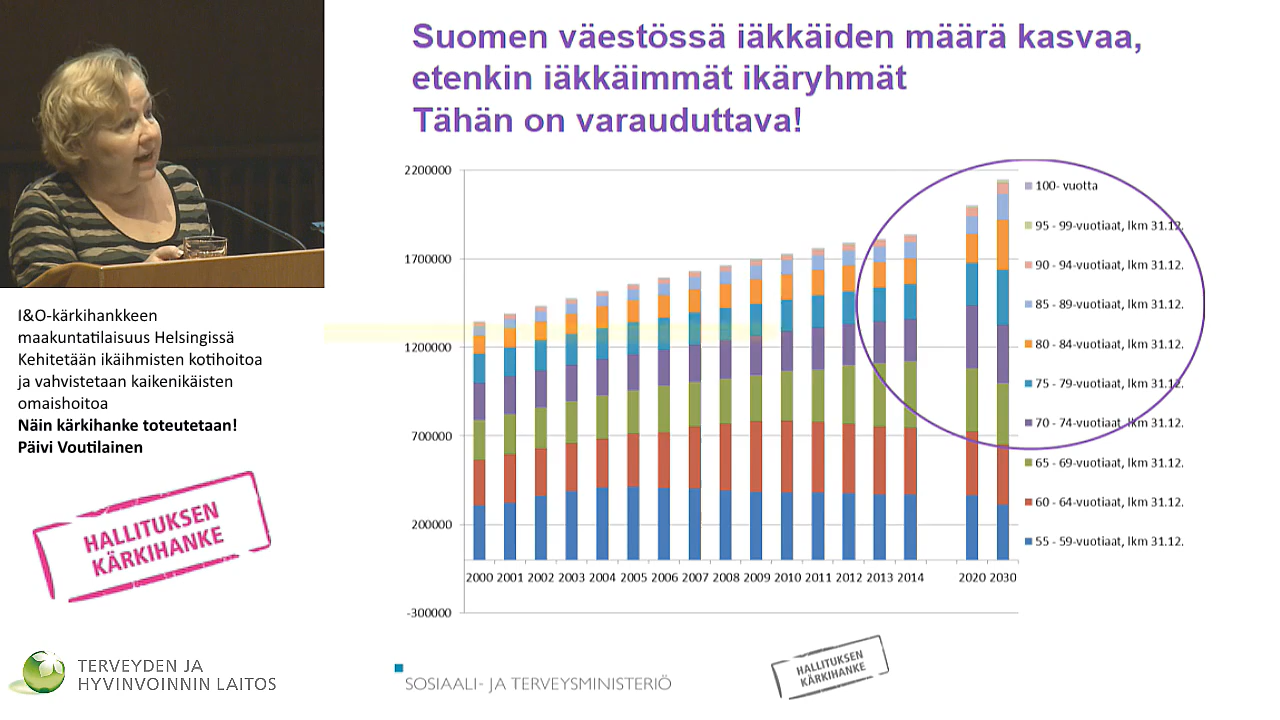 Suomen väestössä iäkkäiden määrä kasvaa,
etenkin iäkkäimmät ikäryhmät
Tähän on varauduttava!
I&O-kärkihankkeen
maakuntatilaisuus Helsingissä
Kehitetään ikäihmisten kotihoitoa
ja vahvistetaan kaikenikäisten
omaishoitoa
Näin kärkihanke toteutetaan!
Päivi Voutilainen
HALLITUKSEN
KÄRKIHANKE
TERVEYDEN JA
HYVINVOINNIN LAITOS
2200000
1700000
1200000
700000
200000
-300000
2000 2001 2002 2003 2004 2005 2006 2007 2008 2009 2010 2011 2012 2013 2014 2020 2030
100- vuotta
95 - 99-vuotiaat, lkm 31.12.
90 - 94-vuotiaat, lkm 31.12.
85 - 89-vuotiaat, lkm 31.12.
80 - 84-vuotiaat, lkm 31.12.
75 - 79-vuotiaat, lkm 31.12.
70 - 74-vuotiaat, lkm 31.12.
65 - 69-vuotiaat, lkm 31.12.
60 - 64-vuotiaat, lkm 31.12.
55 - 59-vuotiaat, lkm 31.12.
SOSIAALI- JA TERVEYSMINISTERIÖ
HALLITUKSEN
KÄRKIHANKE